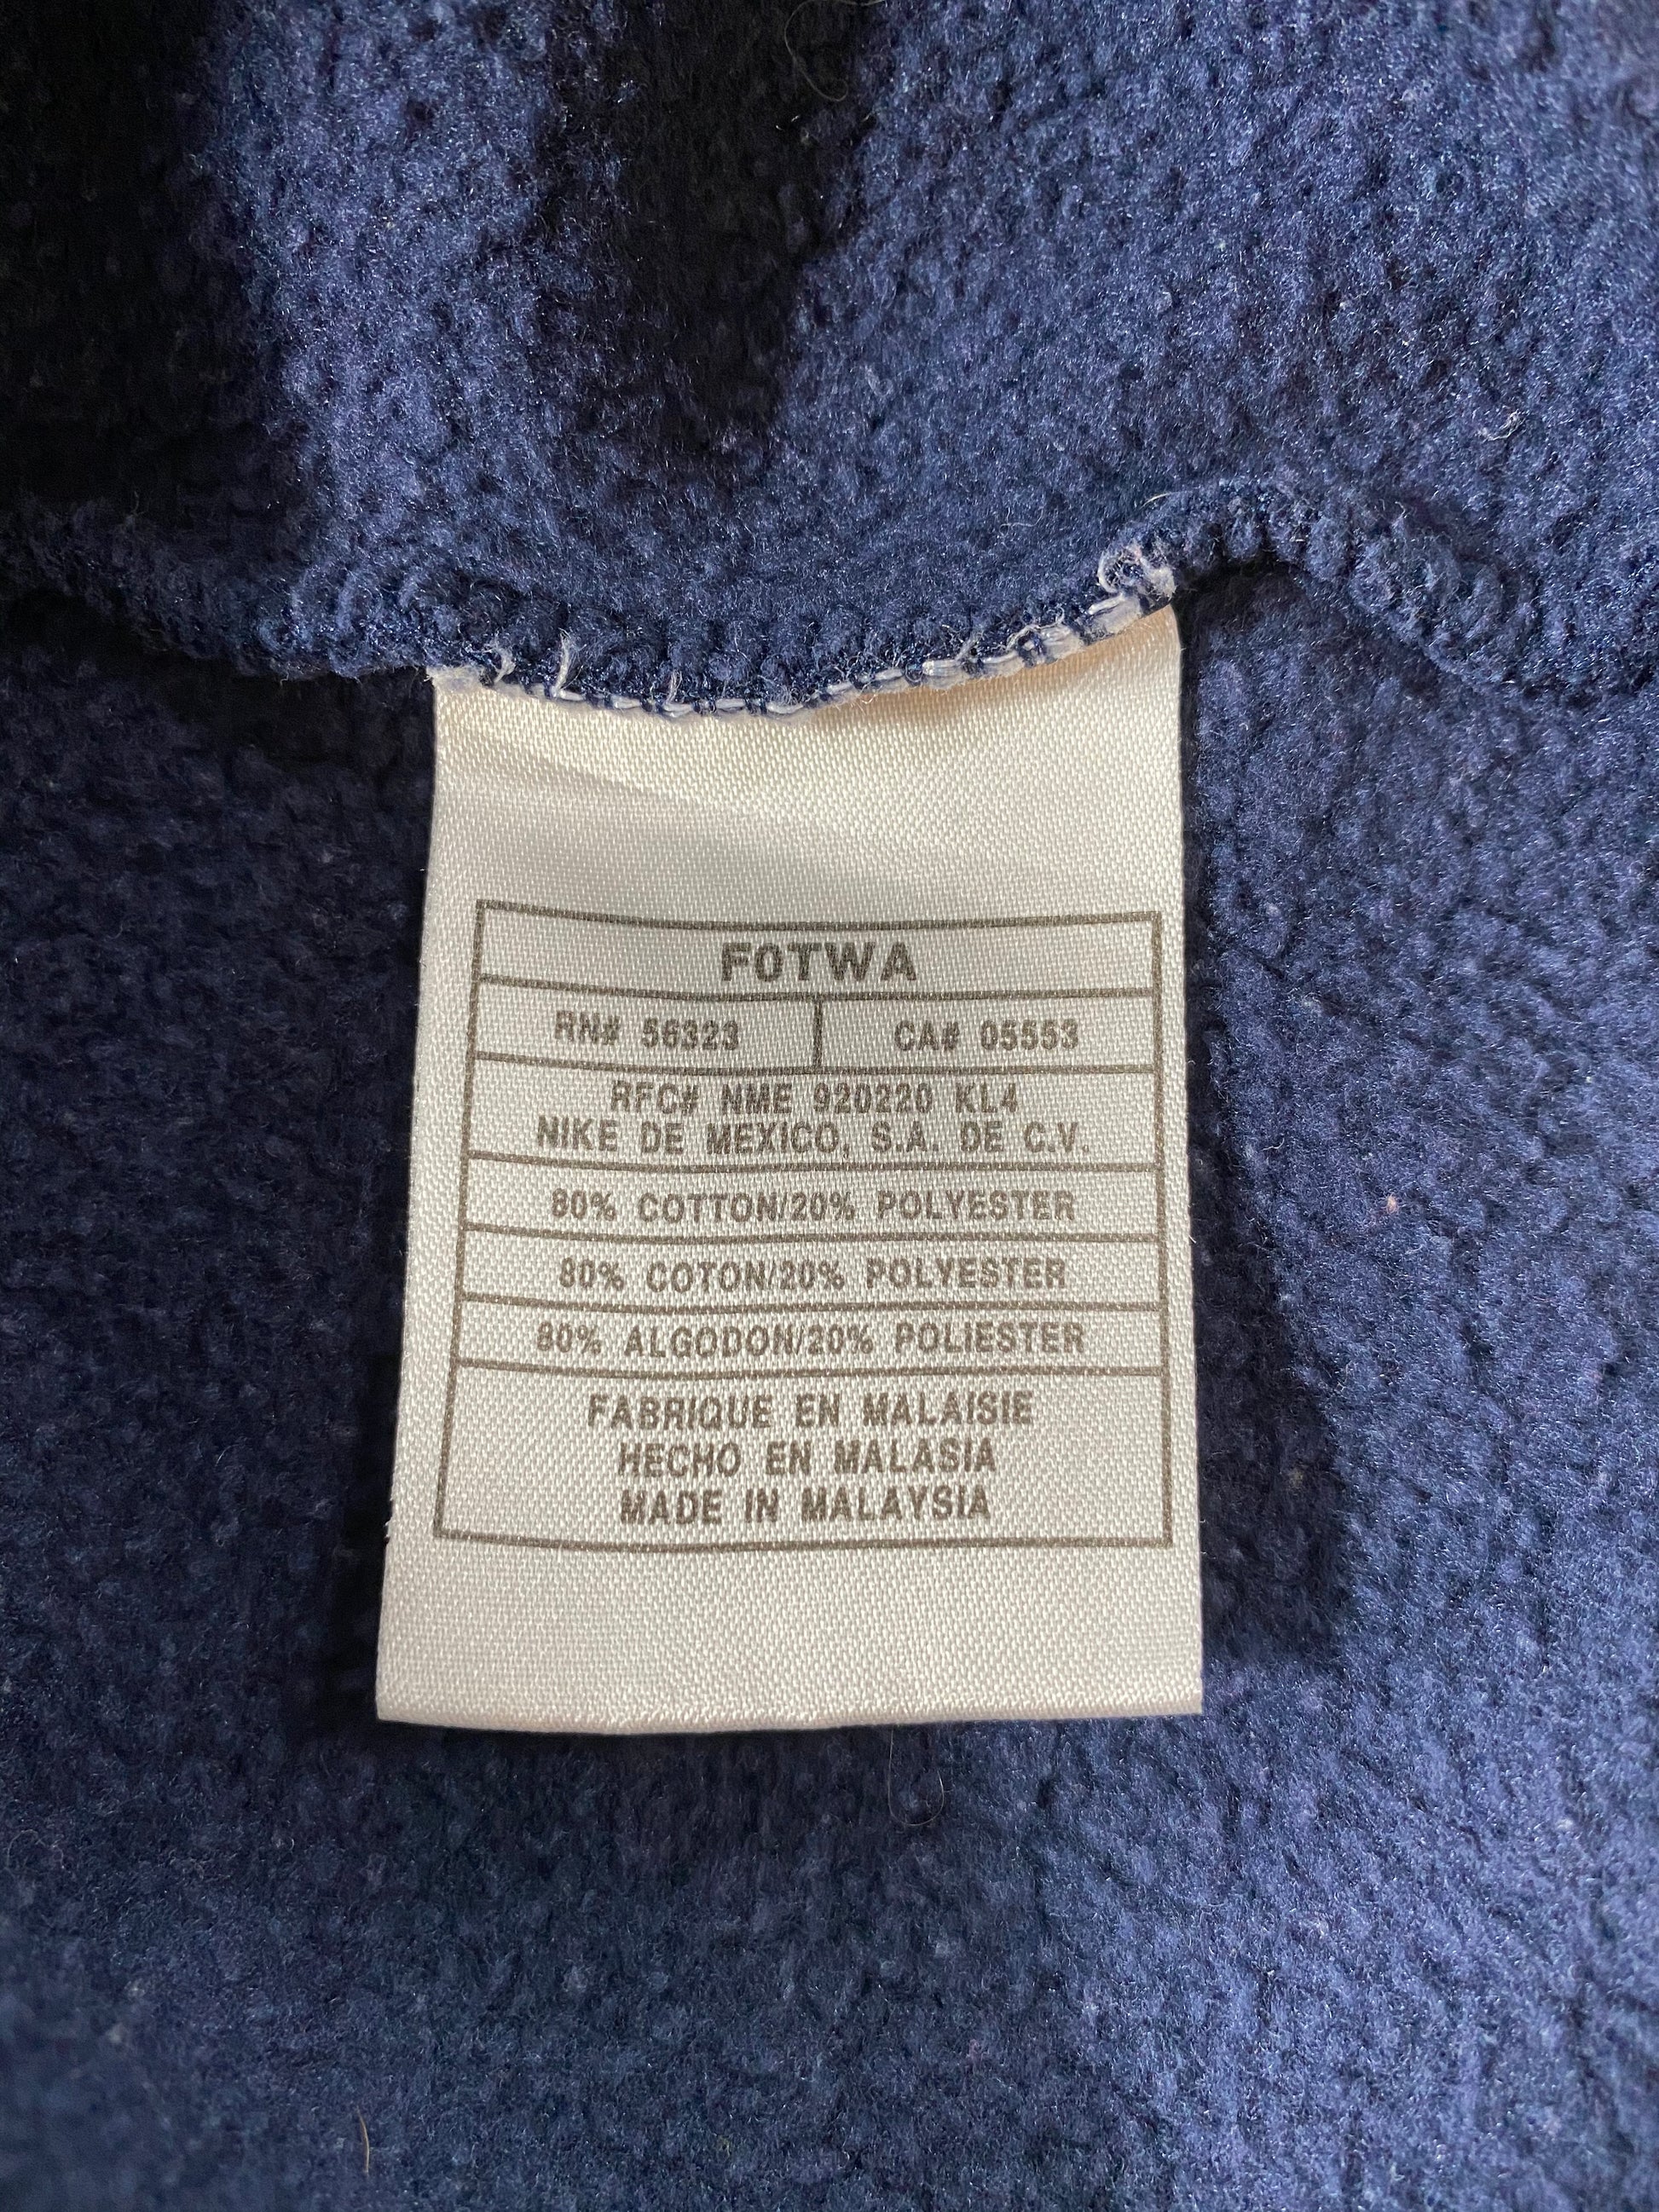 F0TWA
RN# 56323 CA# 05553
RFC# NME 920220 KL4
NIKE DE MEXICO, S.A. DE C.V.
80% COTTON/20% POLYESTER
80% COTON/20% POLYESTER
80% ALGODON/20% POLIESTER
FABRIQUE EN MALAISIE
HECHO EN MALASIA
MADE IN MALAYSIA